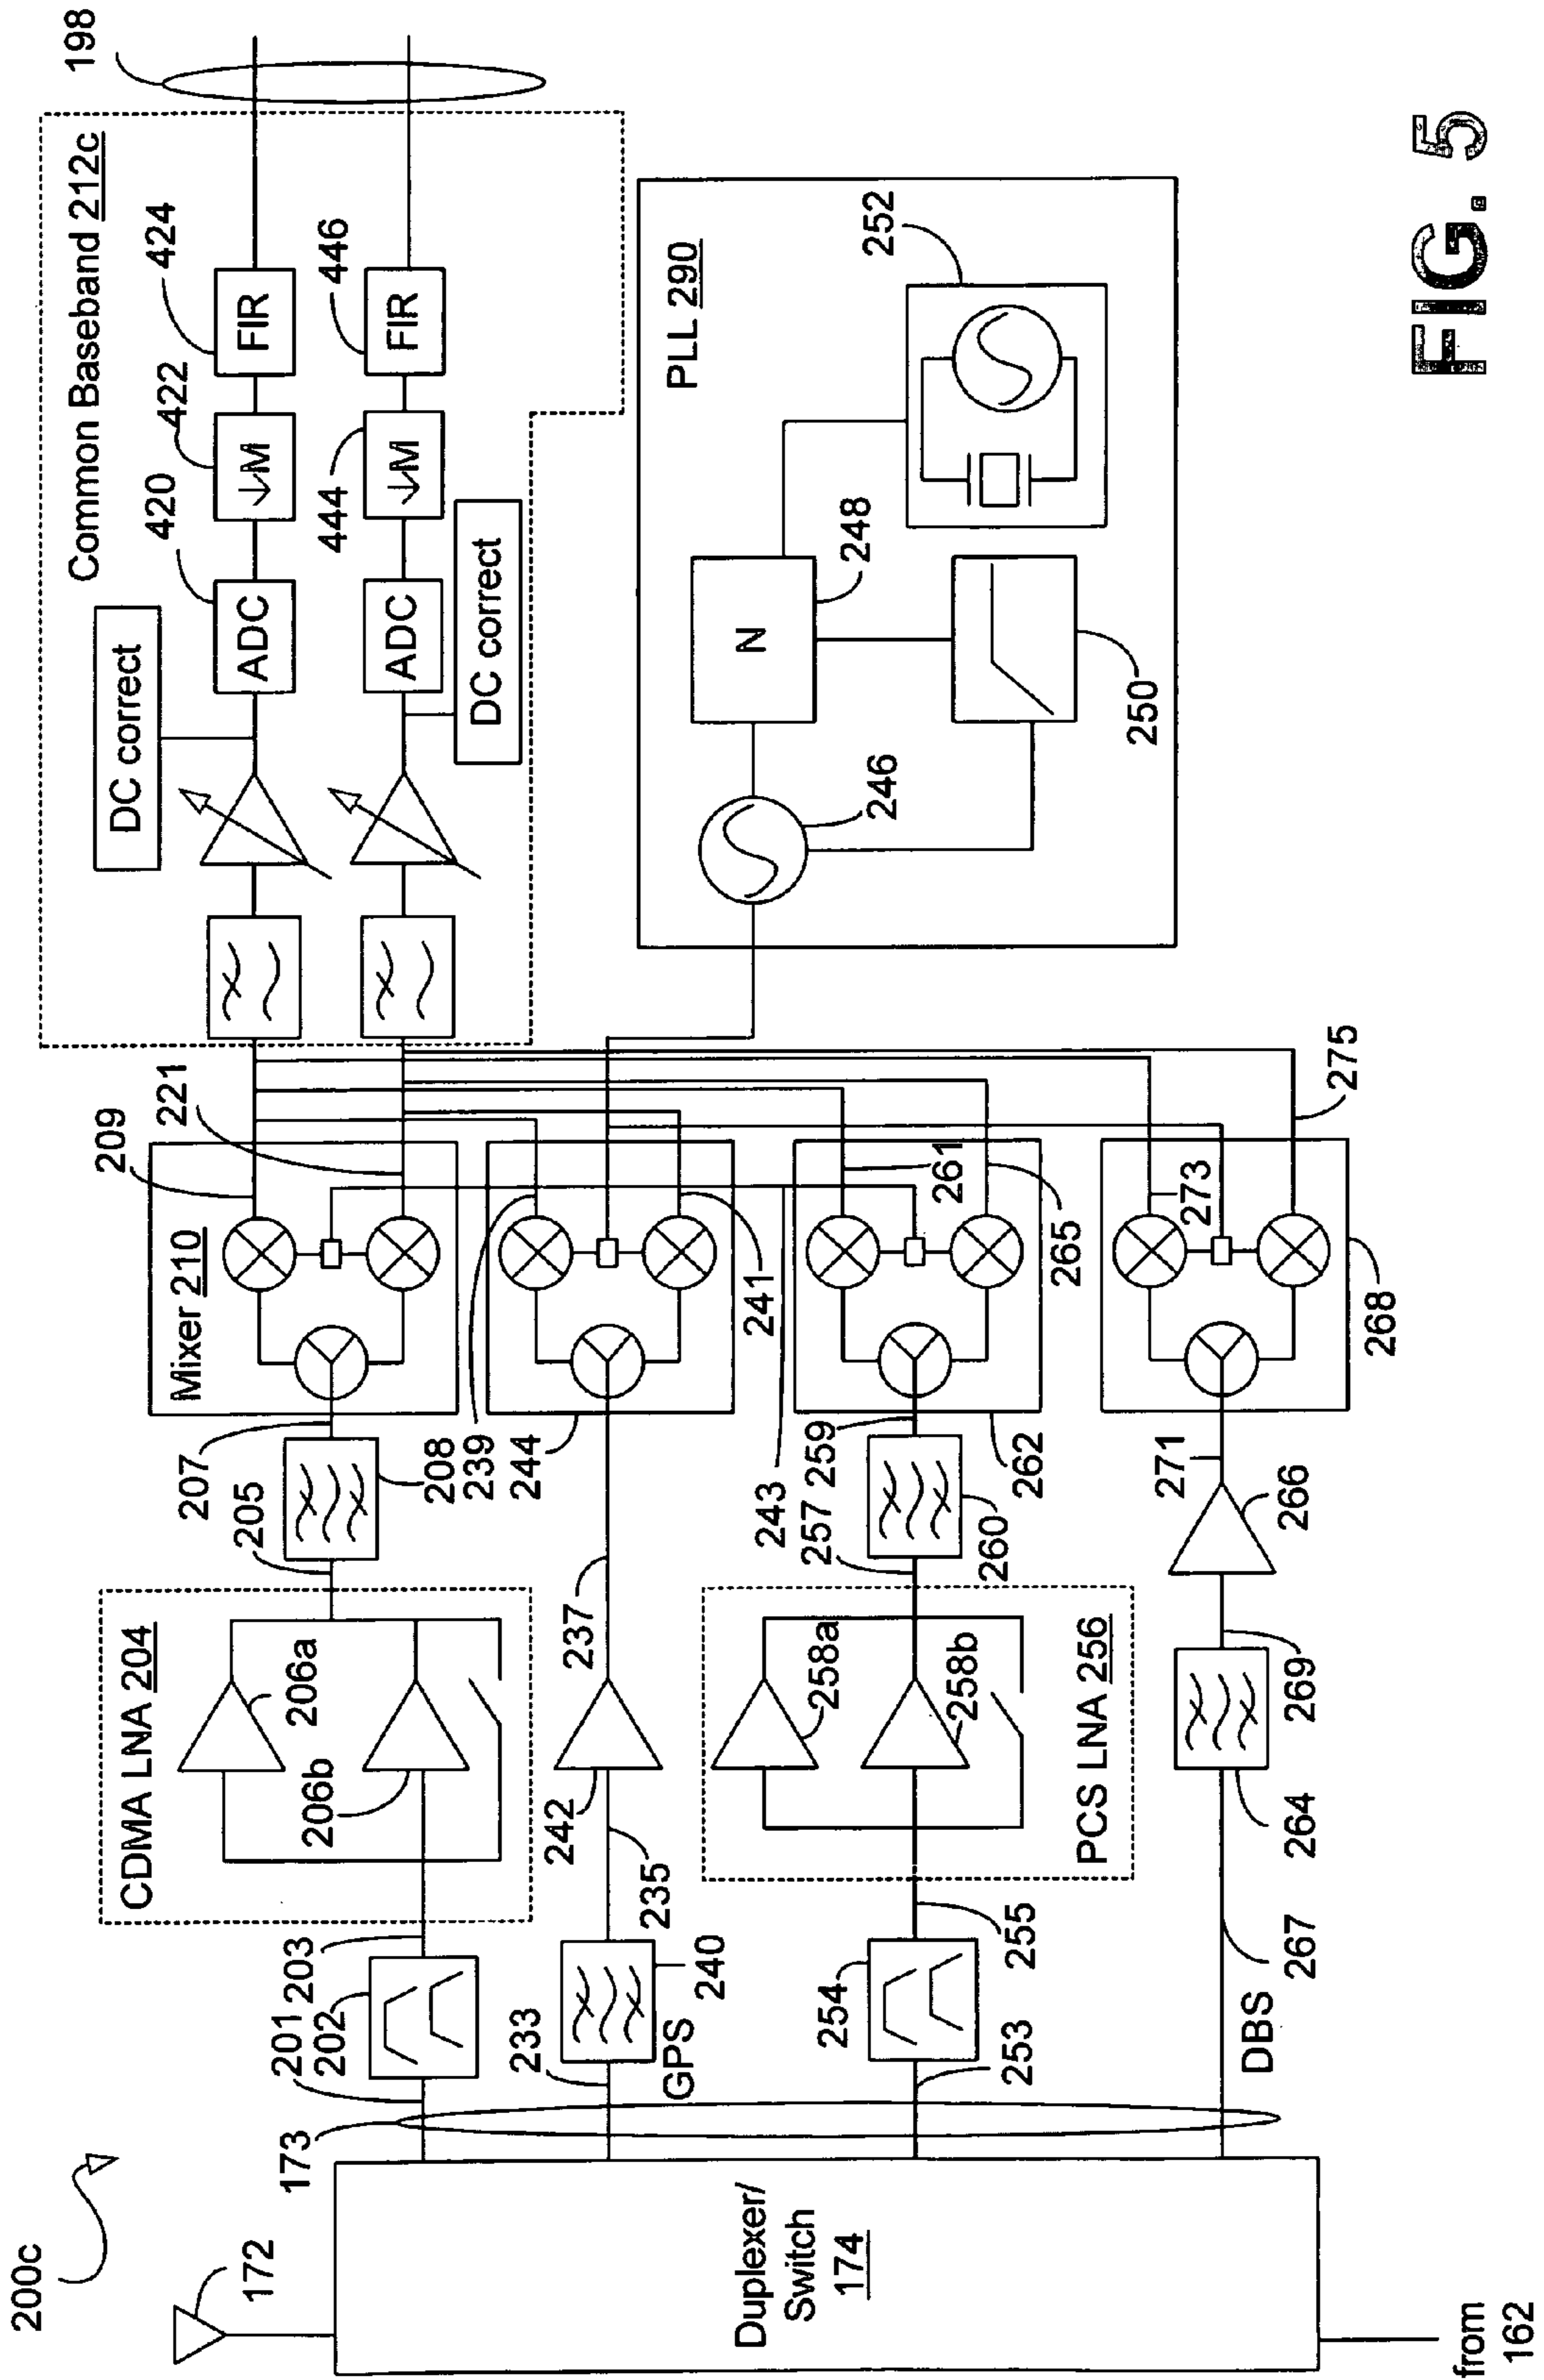 200c
172
Duplexer/
Switch
174
from
162
173
201
202
203
CDMA LNA 204
206a
206b
205
207
208
Mixer 210
209
221
Common Baseband 212c
DC correct
ADC
420
↓M
422
FIR
424
198
ADC
DC correct
↓M
444
FIR
446
233
GPS
240
235
242
237
239
244
241
243
253
254
255
PCS LNA 256
258a
258b
257
259
260
262
261
265
DBS
267
264
269
266
271
273
275
268
PLL 290
246
N
248
250
252
FIG. 5